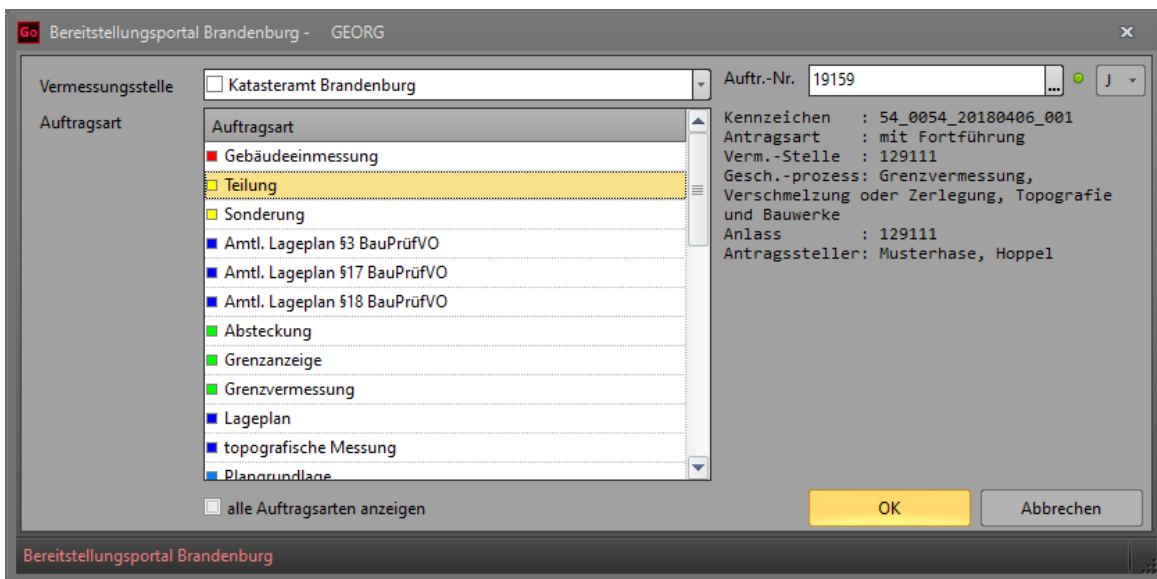 Go Bereitstellungsportal Brandenburg - GEORG
Vermessungsstelle
Katasteramt Brandenburg
Auftragsart
Auftragsart
Gebäudeeinmessung
Teilung
Sonderung
Amtl. Lageplan §3 BauPrüfVO
Amtl. Lageplan §17 BauPrüfVO
Amtl. Lageplan §18 BauPrüfVO
Absteckung
Grenzanzeige
Grenzvermessung
Lageplan
topografische Messung
Plangrundlage
alle Auftragsarten anzeigen
Auftr.-Nr. 19159 ... J
Kennzeichen : 54_0054_20180406_001
Antragsart : mit Fortführung
Verm.-Stelle : 129111
Gesch.-prozess: Grenzvermessung,
Verschmelzung oder Zerlegung, Topografie
und Bauwerke
Anlass : 129111
Antragssteller: Musterhase, Hoppel
OK
Abbrechen
Bereitstellungsportal Brandenburg